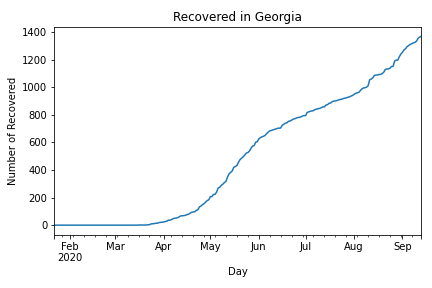 Recovered in Georgia
Number of Recovered
1400
1200
1000
800
600
400
200
0
Feb Mar Apr May Jun Jul Aug Sep
2020
Day